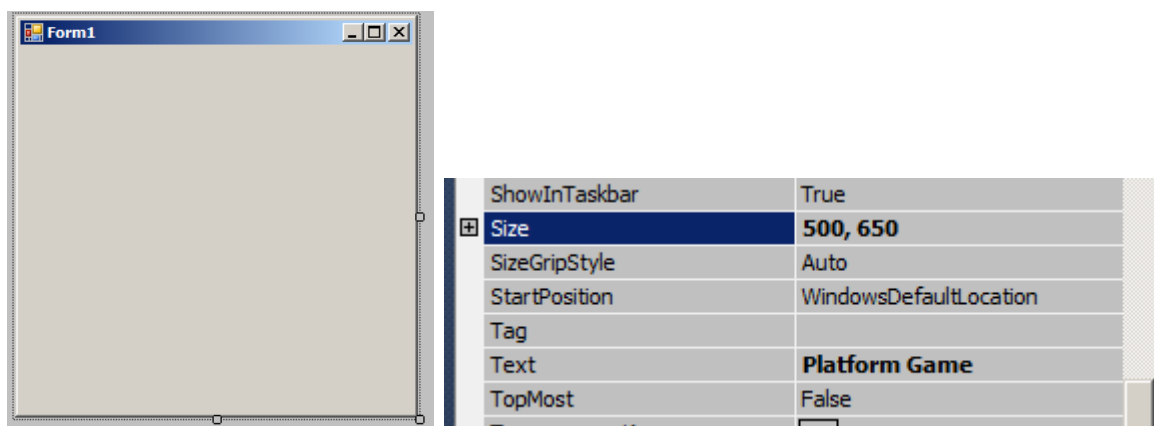 Form1
ShowInTaskbar True
Size 500, 650
SizeGripStyle Auto
StartPosition WindowsDefaultLocation
Tag
Text Platform Game
TopMost False